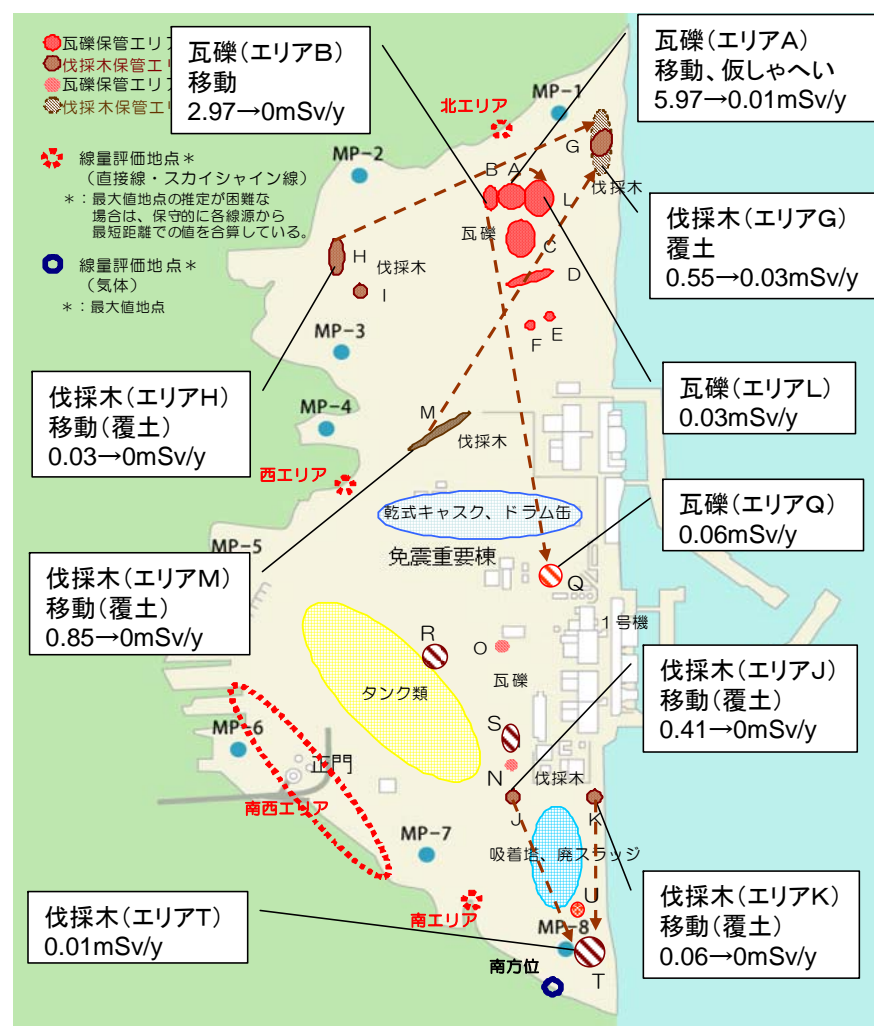 瓦礫保管エリア
伐採木保管エリ
瓦礫保管エリ
伐採木保管エリ
線量評価地点*
(直接線・スカイシャイン線)
*:最大値地点の推定が困難な
場合は、保守的に各線源から
最短距離での値を合算している。
線量評価地点*
(気体)
*:最大値地点
瓦礫(エリアB)
移動
2.97→0mSv/y
瓦礫(エリアA)
移動、仮しゃへい
5.97→0.01mSv/y
北エリア
MP-1
MP-2
G
伐採木
B
A
L
瓦礫
C
D
E
F
H
伐採木
I
伐採木(エリアG)
覆土
0.55→0.03mSv/y
MP-3
MP-4
伐採木(エリアH)
移動(覆土)
0.03→0mSv/y
瓦礫(エリアL)
0.03mSv/y
M
伐採木
西エリア
乾式キャスク、ドラム缶
瓦礫(エリアQ)
0.06mSv/y
MP-5
免震重要棟
Q
伐採木(エリアM)
移動(覆土)
0.85→0mSv/y
1号機
R
O
瓦礫
タンク類
伐採木(エリアJ)
移動(覆土)
0.41→0mSv/y
S
MP-6
正門
N
伐採木
南西エリア
J
K
MP-7
吸着塔、廃スラッジ
U
南エリア
MP-8
伐採木(エリアK)
移動(覆土)
0.06→0mSv/y
伐採木(エリアT)
0.01mSv/y
南方位
T